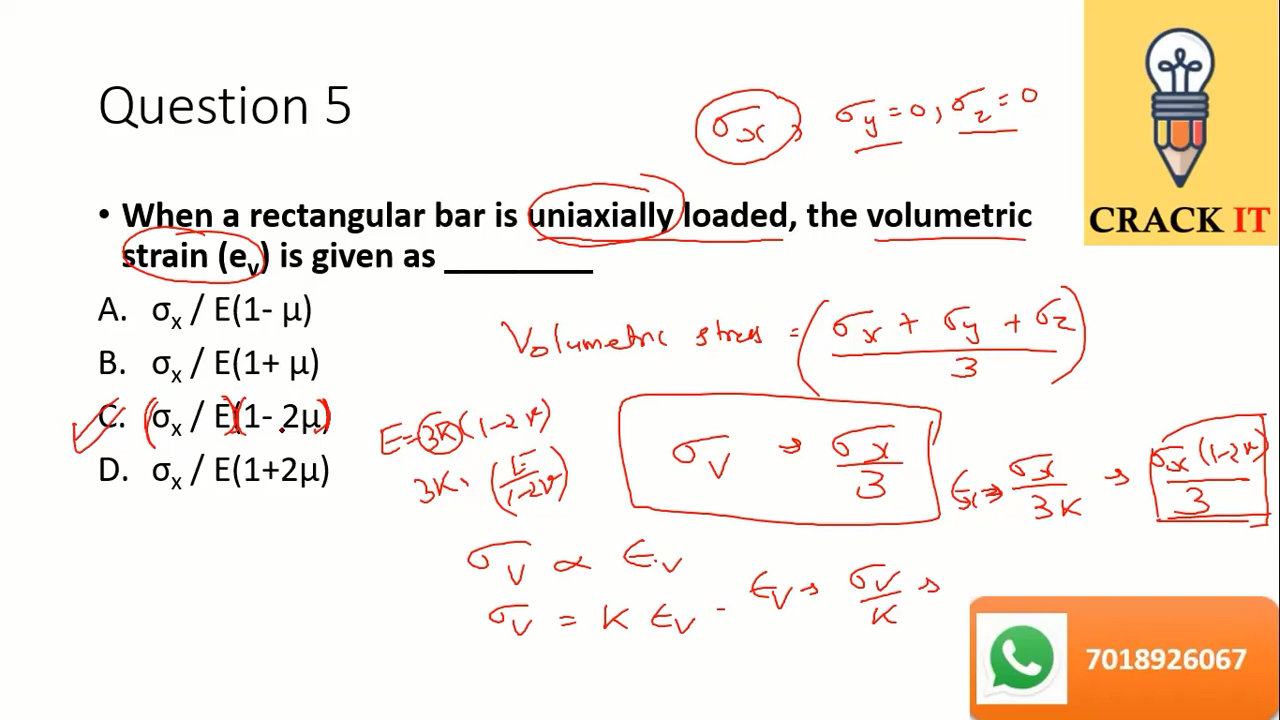 Question 5
σx, σy = 0, σz = 0
CRACK IT
• When a rectangular bar is uniaxially loaded, the volumetric
strain (ev) is given as _________
A. σx / E(1- μ)
B. σx / E(1+ μ)
C. (σx / E)(1- 2μ)
D. σx / E(1+2μ)
Volumetric stress = (σx + σy + σz / 3)
E = 3K(1-2ν)
3K = (E / 1-2ν)
σv → σx / 3
σx / 3K → σx (1-2ν) / 3
σv ∝ ϵv
σv = K ϵv - ϵv → σv / K →
7018926067